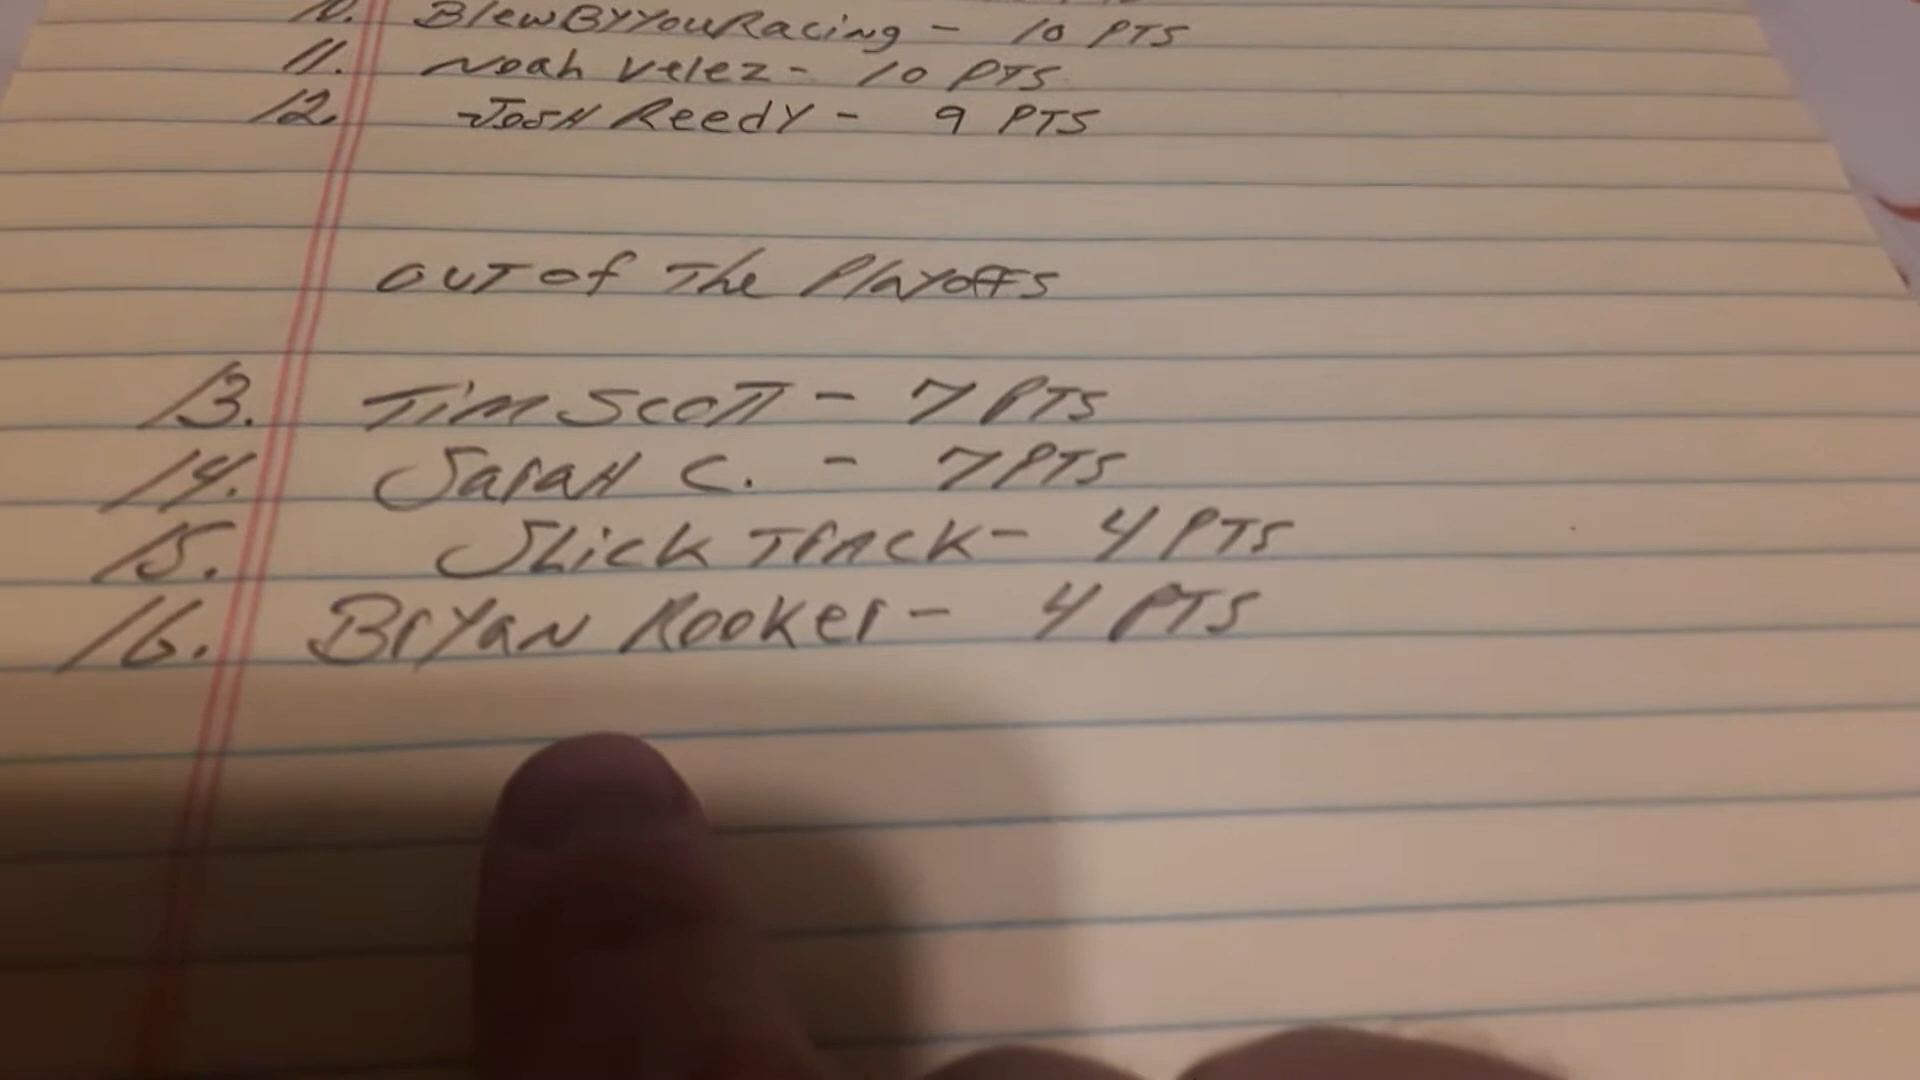 10. BlewByYouRacing - 10 PTS
11. Noah Velez - 10 PTS
12. Josh Reedy - 9 PTS
Out of The Playoffs
13. Tim Scott - 7 PTS
14. Sarah C. - 7 PTS
15. Slick Track - 4 PTS
16. Bryan Rooker - 4 PTS